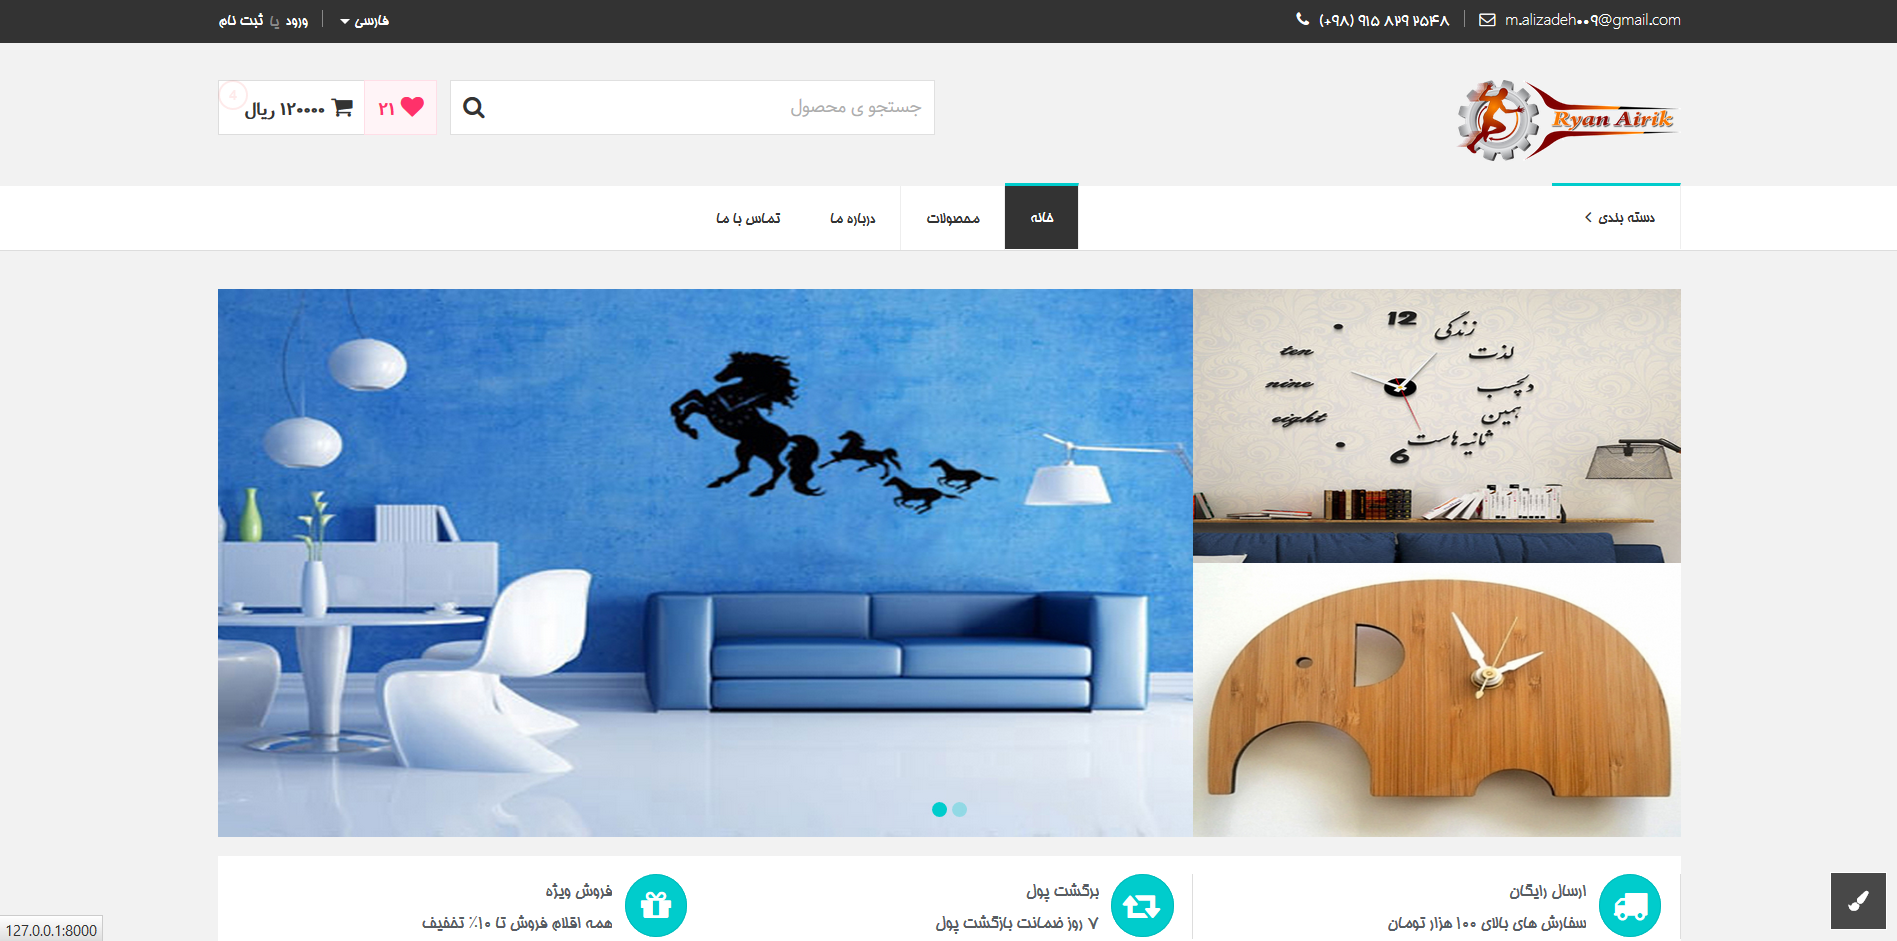 m.alizadeh۰۰۹@gmail.com
(+۹۸) ۹۱۵ ۸۲۹ ۲۵۴۸
فارسی
ورود یا ثبت نام
Ryan Airik
جستجو ی محصول
۲۱
۱۲۰۰۰۰ ریال
4
دسته بندی
خانه
محصولات
درباره ما
تماس با ما
12
زندگی
لذت
دلچسب
همین
ثانیه هاست
6
ten
nine
eight
ارسال رایگان
سفارش های بالای ۱۰۰ هزار تومان
برگشت پول
۷ روز ضمانت بازگشت پول
فروش ویژه
همه اقلام فروش تا ۱۰٪ تخفیف
127.0.0.1:8000